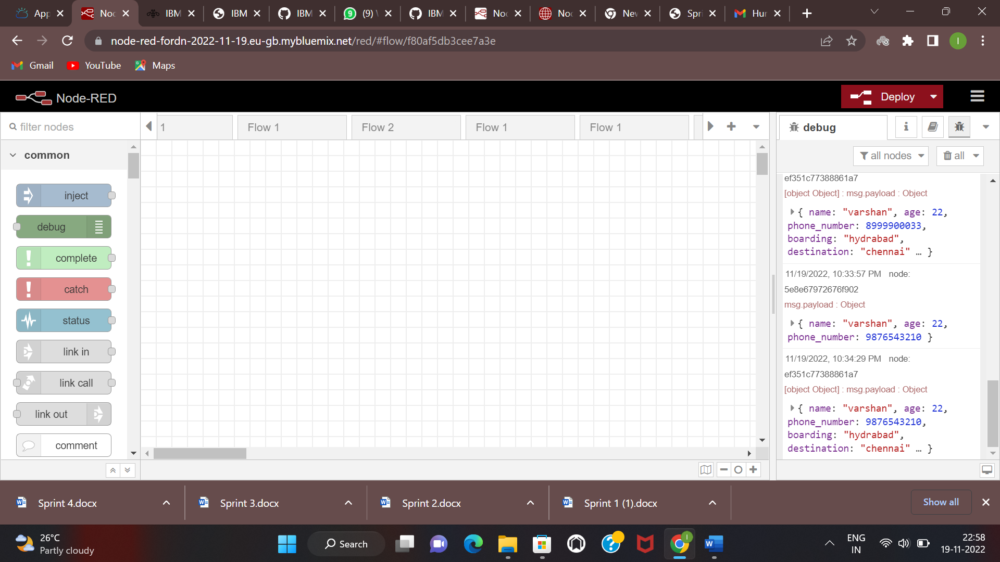 App
Noc
IBM
IBM
IBM
(9)
IBM
Noc
Noc
Nev
Spri
Hur
node-red-fordn-2022-11-19.eu-gb.mybluemix.net/red/#flow/f80af5db3cee7a3e
I
Gmail
YouTube
Maps
Node-RED
Deploy
filter nodes
1
Flow 1
Flow 2
Flow 1
Flow 1
debug
i
common
all nodes
all
inject
debug
complete
catch
status
link in
link call
link out
comment
ef351c77388861a7
[object Object] : msg.payload : Object
{ name: "varshan", age: 22,
phone_number: 8999900033,
boarding: "hydrabad",
destination: "chennai" … }
11/19/2022, 10:33:57 PM node:
5e8e67972676f902
msg.payload : Object
{ name: "varshan", age: 22,
phone_number: 9876543210 }
11/19/2022, 10:34:29 PM node:
ef351c77388861a7
[object Object] : msg.payload : Object
{ name: "varshan", age: 22,
phone_number: 9876543210,
boarding: "hydrabad",
destination: "chennai" … }
Sprint 4.docx
Sprint 3.docx
Sprint 2.docx
Sprint 1 (1).docx
Show all
26°C
Partly cloudy
Search
ENG
IN
22:58
19-11-2022